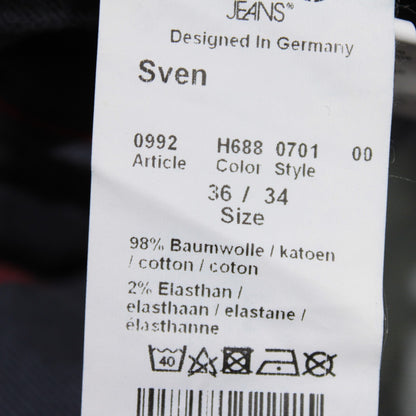 JEANS®
Designed In Germany
Sven
0992 H688 0701 00
Article Color Style
36 / 34
Size
98% Baumwolle / katoen
/ cotton / coton
2% Elasthan /
elasthaan / elastane /
élasthanne
40